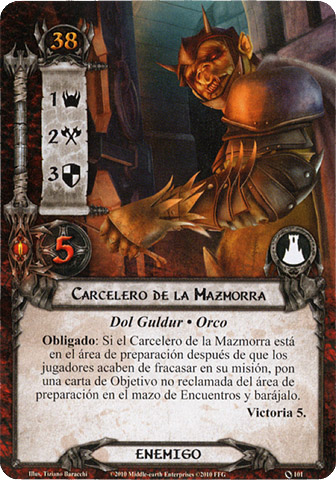 38
1
2
3
5
Carcelero de la Mazmorra
Dol Guldur • Orco
Obligado: Si el Carcelero de la Mazmorra está
en el área de preparación después de que los
jugadores acaben de fracasar en su misión, pon
una carta de Objetivo no reclamada del área de
preparación en el mazo de Encuentros y barájalo.
Victoria 5.
ENEMIGO
Illus. Tiziano Baracchi
©2010 Middle-earth Enterprises ©2010 FFG
101